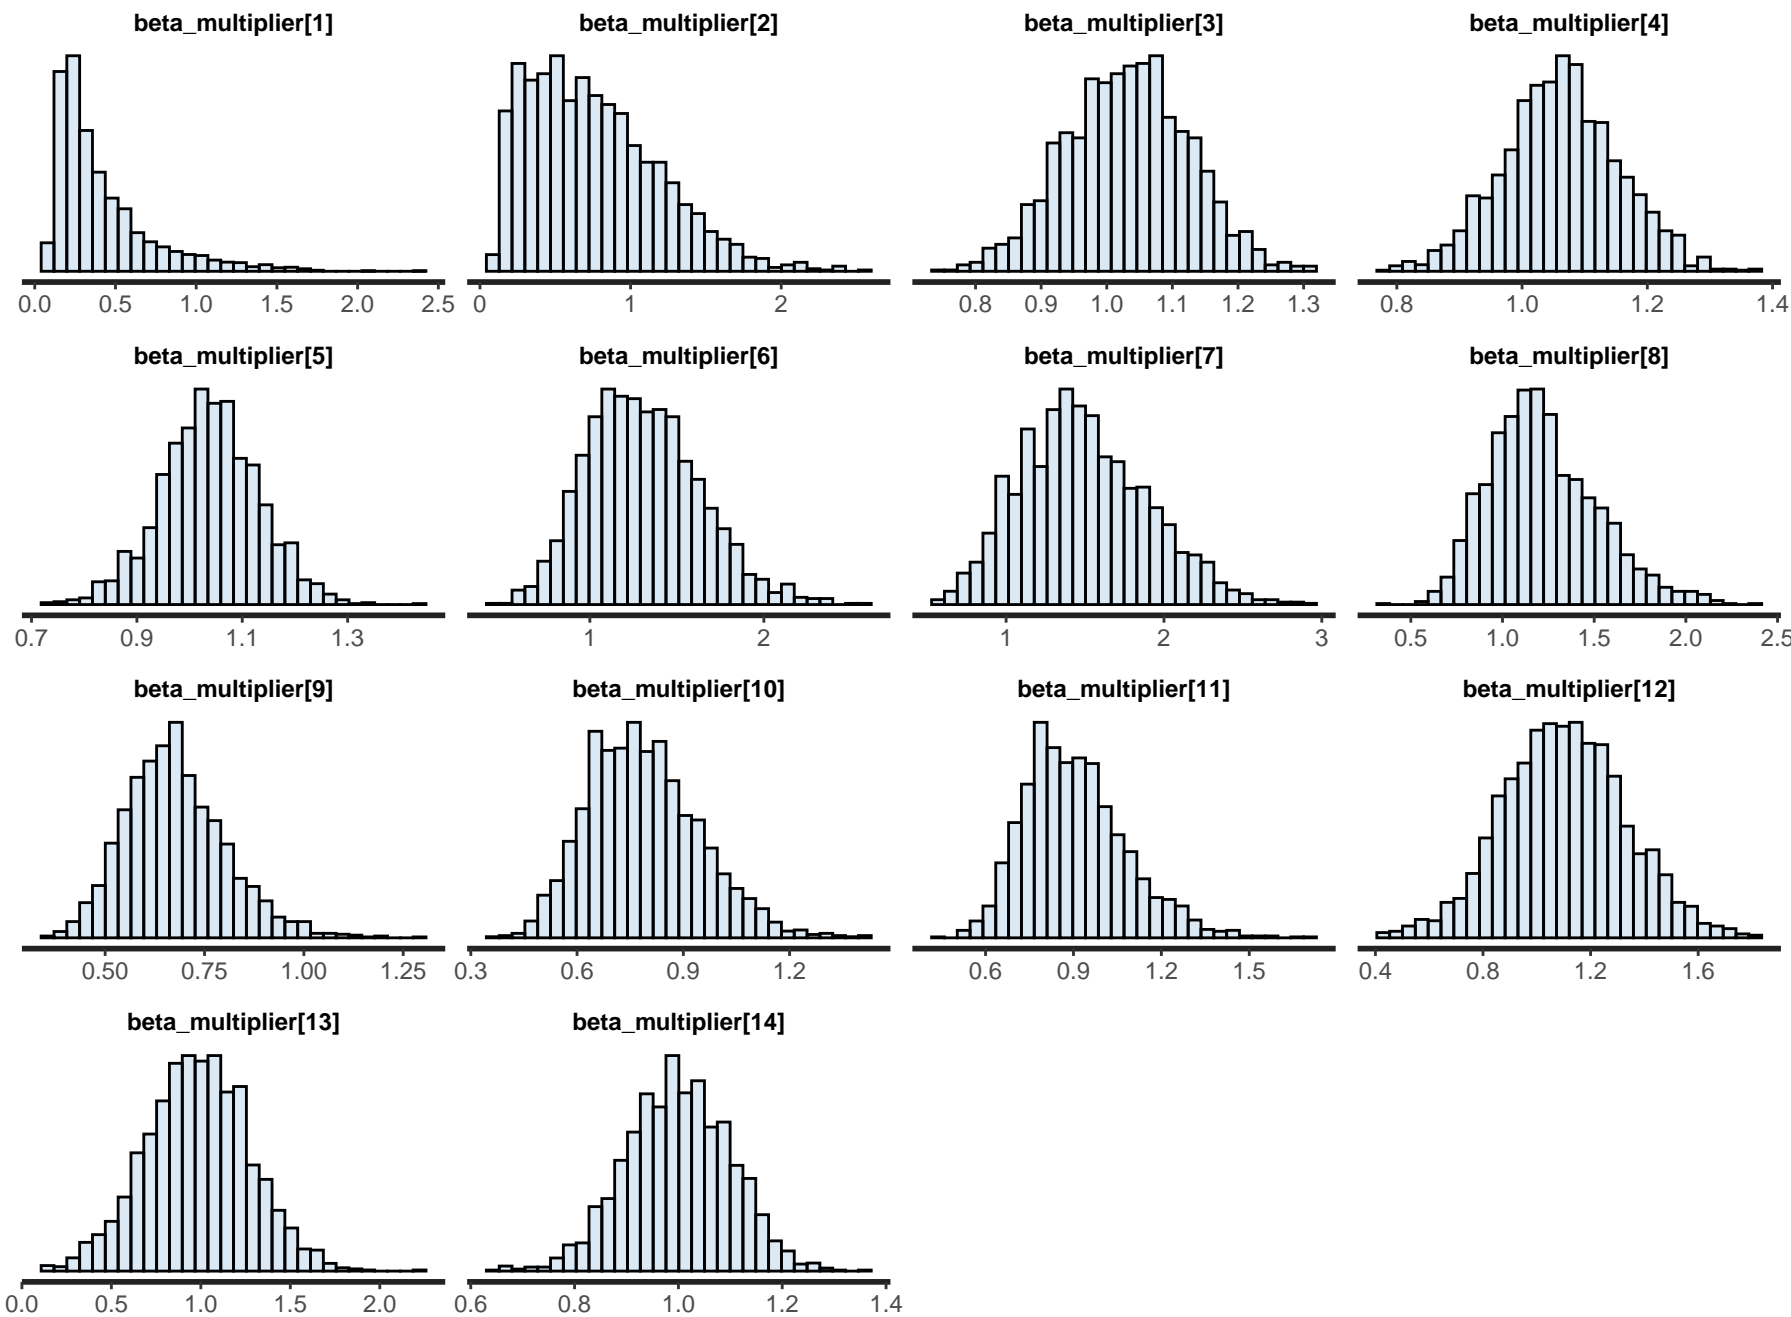 beta_multiplier[1] beta_multiplier[2] beta_multiplier[3] beta_multiplier[4]
0.0 0.5 1.0 1.5 2.0 2.5 0 1 2 0.8 0.9 1.0 1.1 1.2 1.3 0.8 1.0 1.2 1.4
beta_multiplier[5] beta_multiplier[6] beta_multiplier[7] beta_multiplier[8]
0.7 0.9 1.1 1.3 1 2 1 2 3 0.5 1.0 1.5 2.0 2.5
beta_multiplier[9] beta_multiplier[10] beta_multiplier[11] beta_multiplier[12]
0.50 0.75 1.00 1.25 0.3 0.6 0.9 1.2 0.6 0.9 1.2 1.5 0.4 0.8 1.2 1.6
beta_multiplier[13] beta_multiplier[14]
0.0 0.5 1.0 1.5 2.0 0.6 0.8 1.0 1.2 1.4